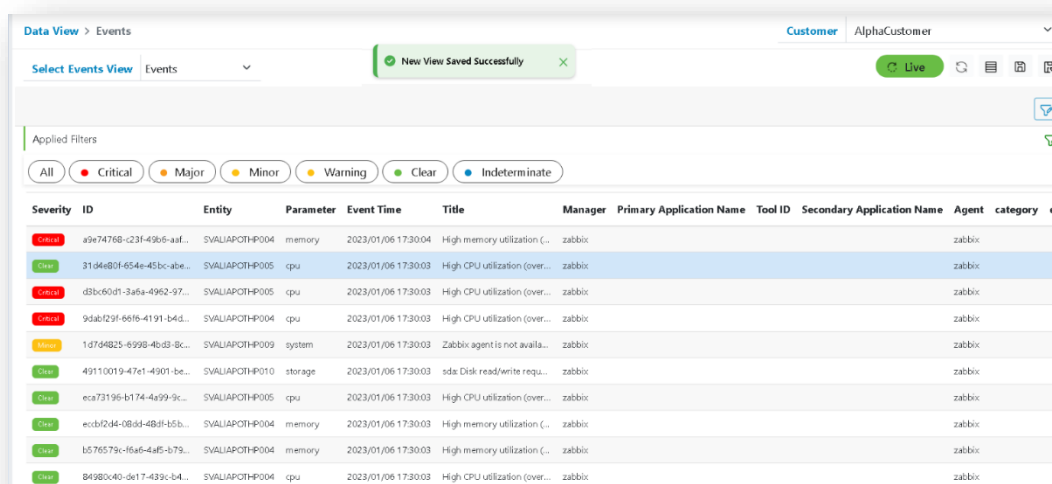 Data View > Events Customer AlphaCustomer
New View Saved Successfully
Select Events View Events Live
Applied Filters
All Critical Major Minor Warning Clear Indeterminate
Severity ID Entity Parameter Event Time Title Manager Primary Application Name Tool ID Secondary Application Name Agent category
Critical a9e74768-c23f-49b6-aaf... SVALIAPOTHP004 memory 2023/01/06 17:30:04 High memory utilization (... zabbix zabbix
Clear 31d4e80f-654e-45bc-abe... SVALIAPOTHP005 cpu 2023/01/06 17:30:03 High CPU utilization (over... zabbix zabbix
Critical d3bc60d1-3a6a-4962-97... SVALIAPOTHP005 cpu 2023/01/06 17:30:03 High CPU utilization (over... zabbix zabbix
Critical 9dabf29f-66f6-4191-b4d... SVALIAPOTHP004 cpu 2023/01/06 17:30:03 High CPU utilization (over... zabbix zabbix
Minor 1d7d4825-6998-4bd3-8c... SVALIAPOTHP009 system 2023/01/06 17:30:03 Zabbix agent is not availa... zabbix zabbix
Clear 49110019-47e1-4901-be... SVALIAPOTHP010 storage 2023/01/06 17:30:03 sda: Disk read/write requ... zabbix zabbix
Clear eca73196-b174-4a99-9c... SVALIAPOTHP005 cpu 2023/01/06 17:30:03 High CPU utilization (over... zabbix zabbix
Clear eccbf2d4-08dd-48df-b5b... SVALIAPOTHP004 memory 2023/01/06 17:30:03 High memory utilization (... zabbix zabbix
Clear b576579c-f6a6-4af5-b79... SVALIAPOTHP004 memory 2023/01/06 17:30:03 High memory utilization (... zabbix zabbix
Clear 84980c40-de17-439c-b4... SVALIAPOTHP004 cpu 2023/01/06 17:30:03 High CPU utilization (over... zabbix zabbix